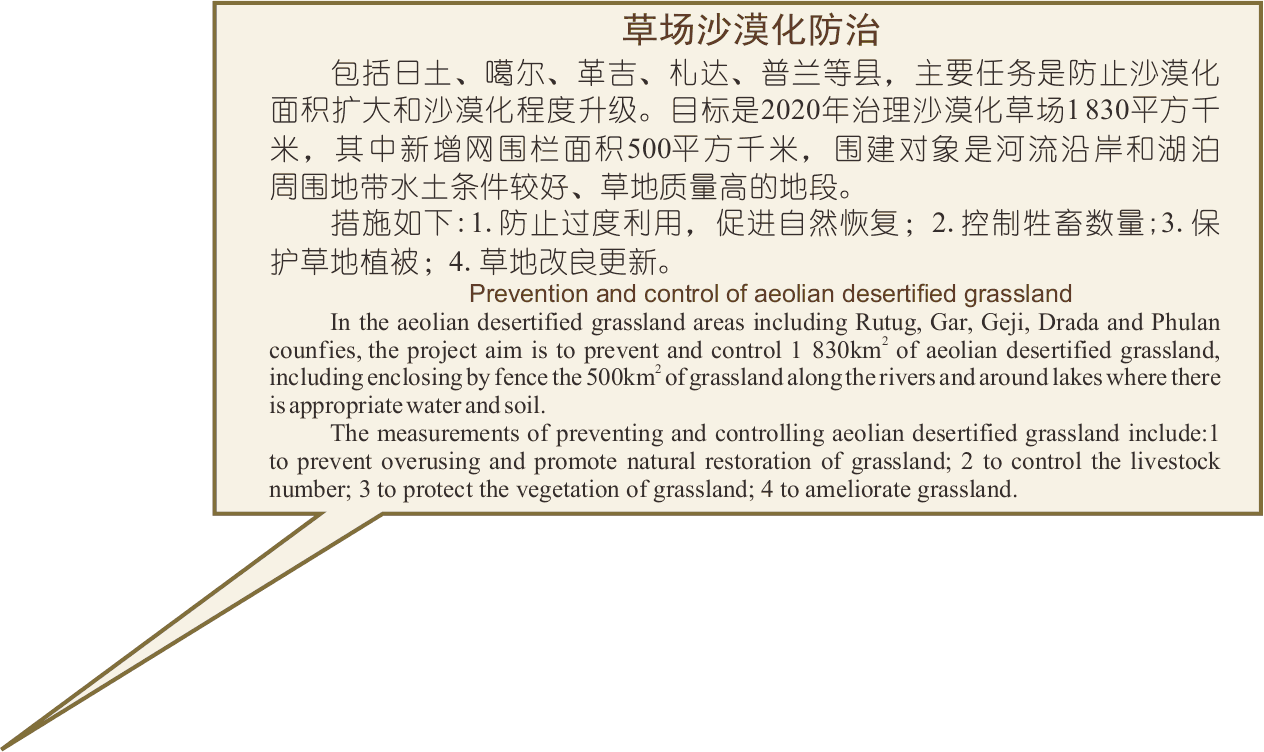 草场沙漠化防治
包括日土、噶尔、革吉、札达、普兰等县，主要任务是防止沙漠化
面积扩大和沙漠化程度升级。目标是2020年治理沙漠化草场1 830平方千
米，其中新增网围栏面积500平方千米，围建对象是河流沿岸和湖泊
周围地带水土条件较好、草地质量高的地段。
措施如下:1. 防止过度利用，促进自然恢复；2. 控制牲畜数量;3. 保
护草地植被；4. 草地改良更新。
Prevention and control of aeolian desertified grassland
In the aeolian desertified grassland areas including Rutug, Gar, Geji, Drada and Phulan
counfies, the project aim is to prevent and control 1 830km² of aeolian desertified grassland,
including enclosing by fence the 500km² of grassland along the rivers and around lakes where there
is appropriate water and soil.
The measurements of preventing and controlling aeolian desertified grassland include:1
to prevent overusing and promote natural restoration of grassland; 2 to control the livestock
number; 3 to protect the vegetation of grassland; 4 to ameliorate grassland.